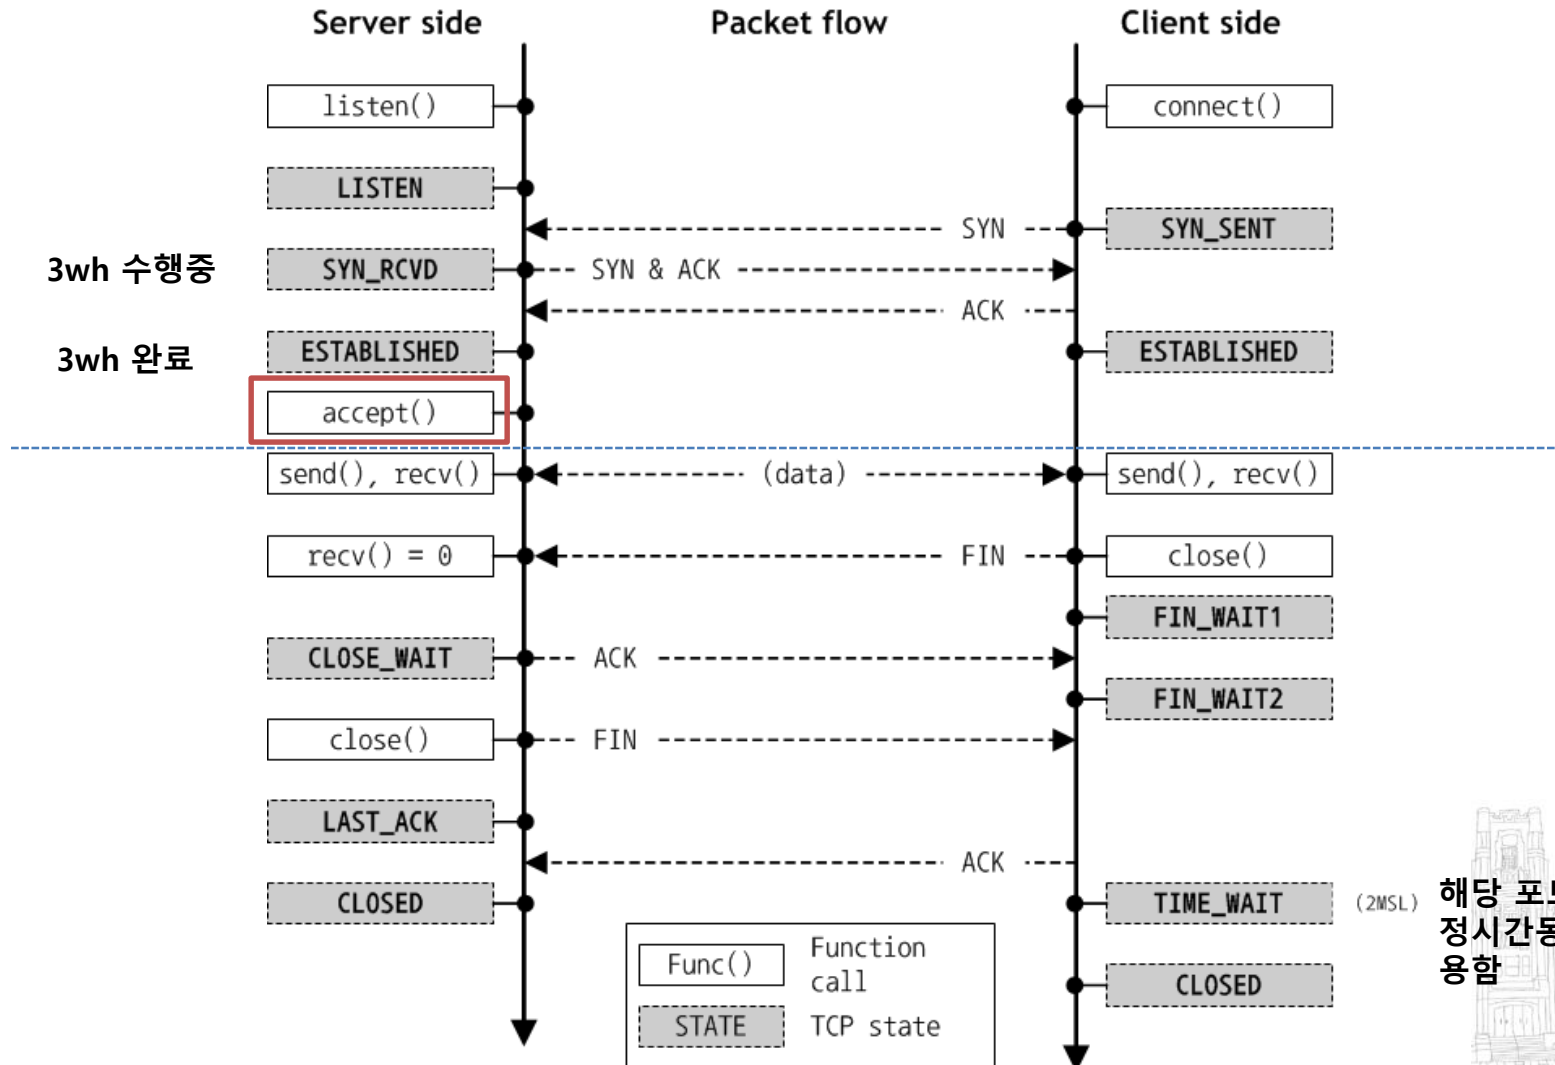 Server side Packet flow Client side
listen() connect()
LISTEN
SYN SYN_SENT
3wh 수행중 SYN_RCVD SYN & ACK
ACK
3wh 완료 ESTABLISHED ESTABLISHED
accept()
send(), recv() (data) send(), recv()
recv() = 0 FIN close()
FIN_WAIT1
CLOSE_WAIT ACK
FIN_WAIT2
close() FIN
LAST_ACK
ACK
CLOSED TIME_WAIT (2MSL)
해당
정시간
용함
Func() Function
call
CLOSED
STATE TCP state